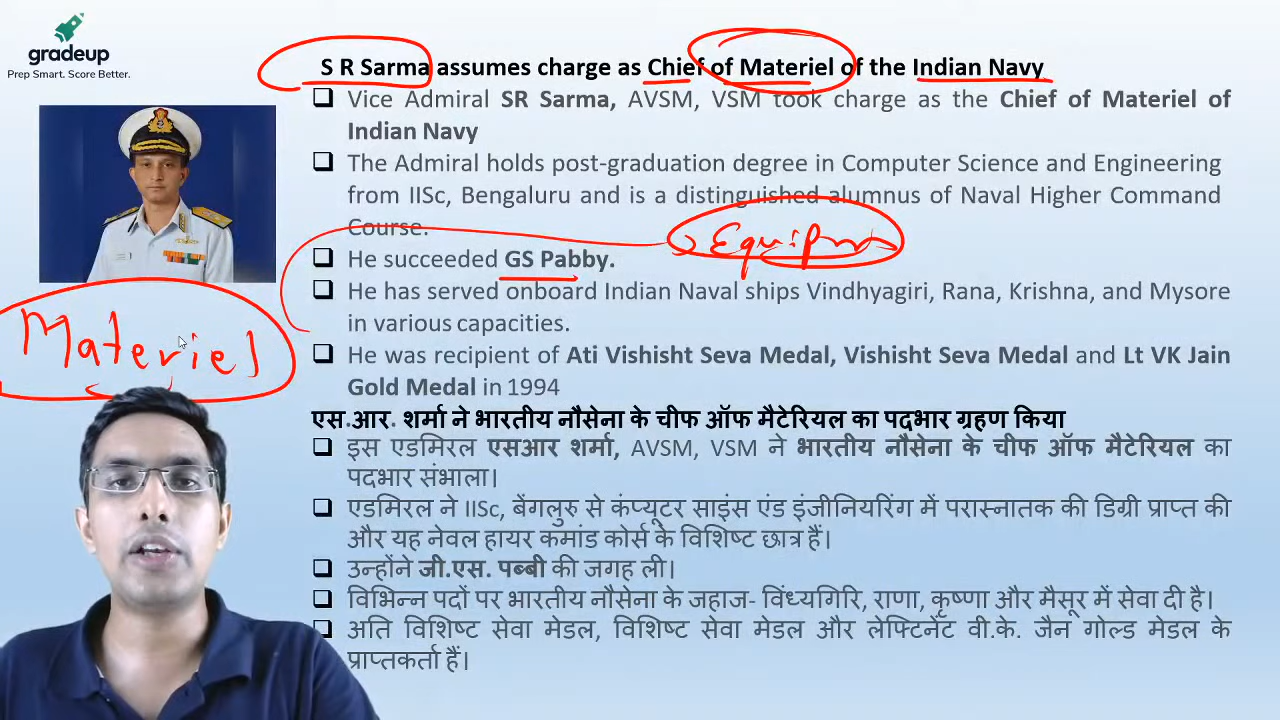 gradeup
Prep Smart. Score Better.
S R Sarma assumes charge as Chief of Materiel of the Indian Navy
❑ Vice Admiral SR Sarma, AVSM, VSM took charge as the Chief of Materiel of
Indian Navy
❑ The Admiral holds post-graduation degree in Computer Science and Engineering
from IISc, Bengaluru and is a distinguished alumnus of Naval Higher Command
Course.
❑ He succeeded GS Pabby.
❑ He has served onboard Indian Naval ships Vindhyagiri, Rana, Krishna, and Mysore
in various capacities.
❑ He was recipient of Ati Vishisht Seva Medal, Vishisht Seva Medal and Lt VK Jain
Gold Medal in 1994
Materiel
एस.आर. शर्मा ने भारतीय नौसेना के चीफ ऑफ मैटेरियल का पदभार ग्रहण किया
❑ इस एडमिरल एसआर शर्मा, AVSM, VSM ने भारतीय नौसेना के चीफ ऑफ मैटेरियल का
पदभार संभाला।
❑ एडमिरल ने IISc, बेंगलुरु से कंप्यूटर साइंस एंड इंजीनियरिंग में परास्नातक की डिग्री प्राप्त की
और यह नेवल हायर कमांड कोर्स के विशिष्ट छात्र हैं।
❑ उन्होंने जी.एस. पब्बी की जगह ली।
❑ विभिन्न पदों पर भारतीय नौसेना के जहाज- विंध्यगिरि, राणा, कृष्णा और मैसूर में सेवा दी है।
❑ अति विशिष्ट सेवा मेडल, विशिष्ट सेवा मेडल और लेफ्टिनेंट वी.के. जैन गोल्ड मेडल के
प्राप्तकर्ता हैं।